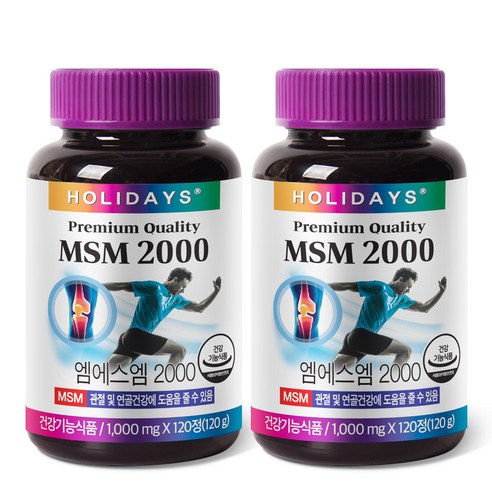 HOLIDAYS®
Premium Quality
MSM 2000
건강
기능식품
엠에스엠 2000
MSM 관절 및 연골건강에 도움을 줄 수 있음
건강기능식품 / 1,000 mg X 120정(120 g)
HOLIDAYS®
Premium Quality
MSM 2000
건강
기능식품
엠에스엠 2000
MSM 관절 및 연골건강에 도움을 줄 수 있음
건강기능식품 / 1,000 mg X 120정(120 g)